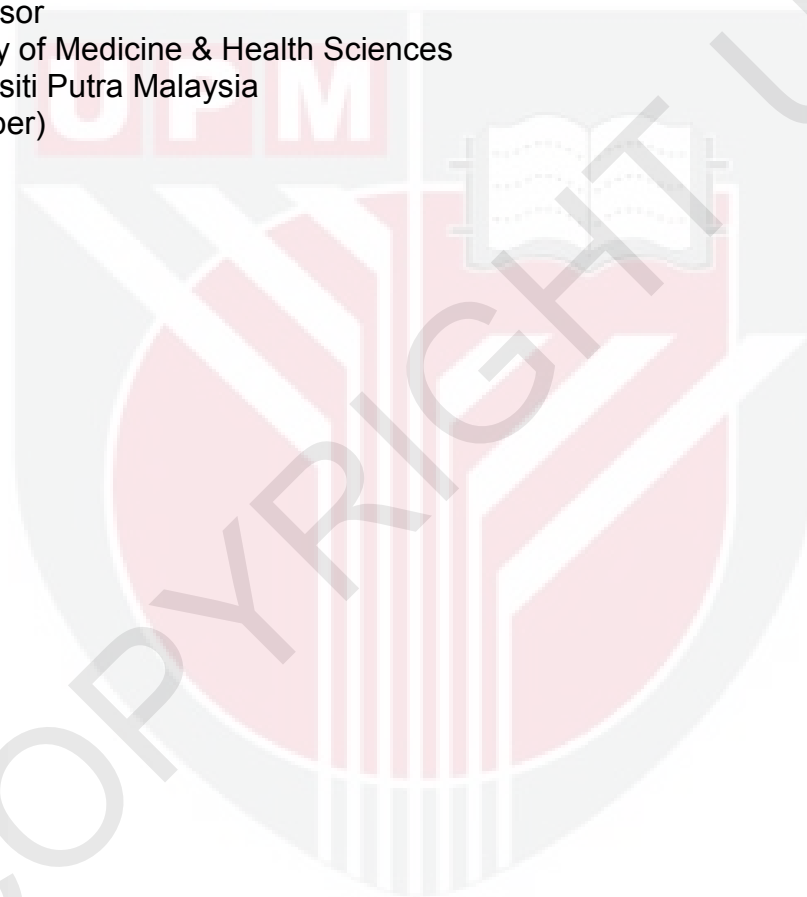 sor
y of Medicine & Health Sciences
siti Putra Malaysia
ber)
UPM
COPYRIGHT U